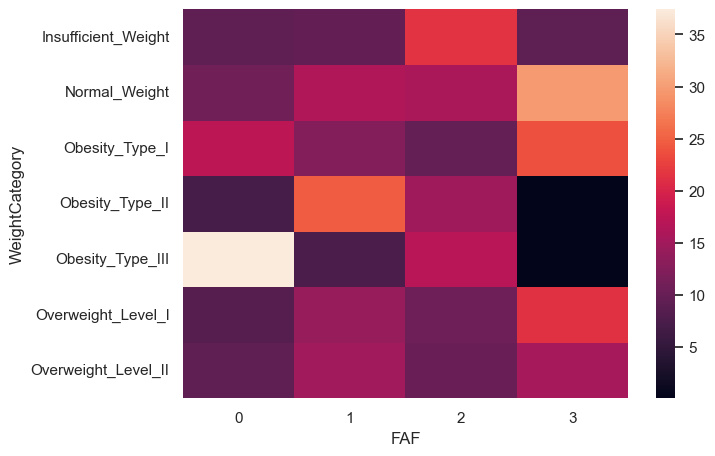 WeightCategory
Insufficient_Weight
Normal_Weight
Obesity_Type_I
Obesity_Type_II
Obesity_Type_III
Overweight_Level_I
Overweight_Level_II
0 1 2 3
FAF
35
30
25
20
15
10
5